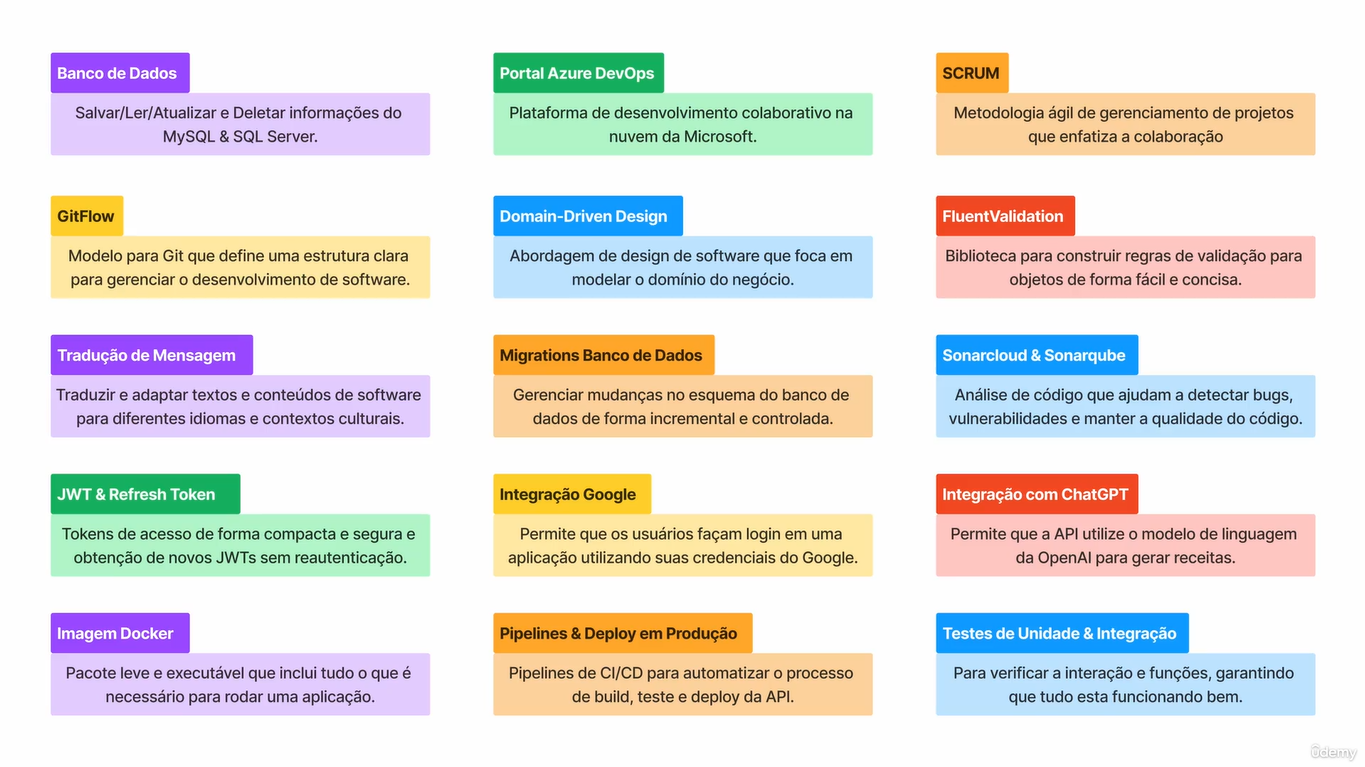 Banco de Dados
Salvar/Ler/Atualizar e Deletar informações do
MySQL & SQL Server.
Portal Azure DevOps
Plataforma de desenvolvimento colaborativo na
nuvem da Microsoft.
SCRUM
Metodologia ágil de gerenciamento de projetos
que enfatiza a colaboração
GitFlow
Modelo para Git que define uma estrutura clara
para gerenciar o desenvolvimento de software.
Domain-Driven Design
Abordagem de design de software que foca em
modelar o domínio do negócio.
FluentValidation
Biblioteca para construir regras de validação para
objetos de forma fácil e concisa.
Tradução de Mensagem
Traduzir e adaptar textos e conteúdos de software
para diferentes idiomas e contextos culturais.
Migrations Banco de Dados
Gerenciar mudanças no esquema do banco de
dados de forma incremental e controlada.
Sonarcloud & Sonarqube
Análise de código que ajudam a detectar bugs,
vulnerabilidades e manter a qualidade do código.
JWT & Refresh Token
Tokens de acesso de forma compacta e segura e
obtenção de novos JWTs sem reautenticação.
Integração Google
Permite que os usuários façam login em uma
aplicação utilizando suas credenciais do Google.
Integração com ChatGPT
Permite que a API utilize o modelo de linguagem
da OpenAI para gerar receitas.
Imagem Docker
Pacote leve e executável que inclui tudo o que é
necessário para rodar uma aplicação.
Pipelines & Deploy em Produção
Pipelines de CI/CD para automatizar o processo
de build, teste e deploy da API.
Testes de Unidade & Integração
Para verificar a interação e funções, garantindo
que tudo esta funcionando bem.
ûdemy